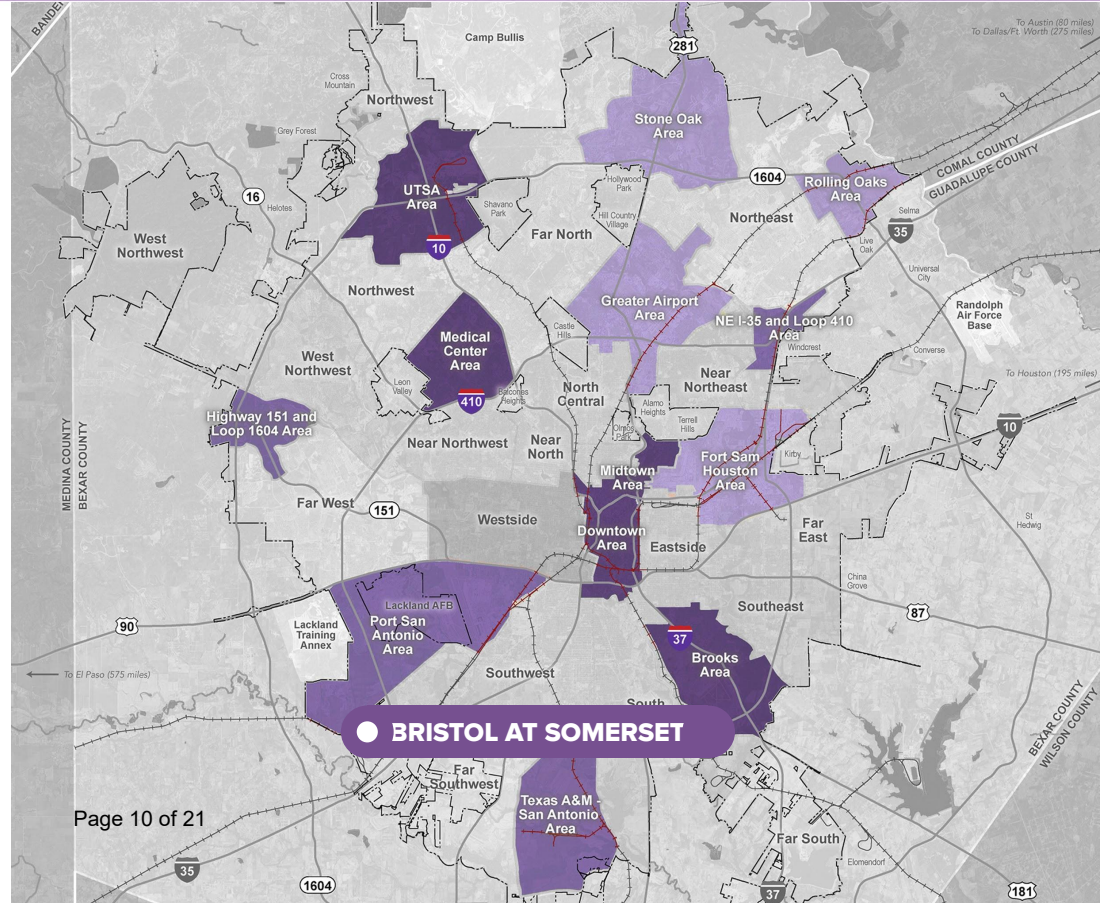 Camp Bullis
To Austin (80 miles)
To Dallas/Ft. Worth (275 miles)
281
Cross
Mountain
Northwest
Grey Forest
Stone Oak
Area
COMAL COUNTY
GUADALUPE COUNTY
1604
UTSA
Area
Hollywood
Park
Rolling Oaks
Area
16
Helotes
Shavano
Park
Hill Country
Village
Northeast
Selma
35
West
Northwest
Far North
10
Live
Oak
Northwest
Universal
City
Greater Airport
Area
NE I-35 and Loop 410
Area
Randolph
Air Force
Base
Medical
Center
Area
Castle
Hills
Windcrest
Converse
West
Northwest
Leon
Valley
410
Balcones
Heights
North
Central
Near
Northeast
To Houston (195 miles)
Alamo
Heights
Highway 151 and
Loop 1604 Area
Olmos
Park
Terrell
Hills
10
MEDINA COUNTY
BEXAR COUNTY
Near Northwest
Near
North
Midtown
Area
Fort Sam
Houston
Area
Kirby
Far West
151
Westside
Downtown
Area
Eastside
Far
East
St
Hedwig
China
Grove
90
Lackland
Training
Annex
Lackland AFB
Port San
Antonio
Area
Southeast
87
37
Brooks
Area
To El Paso (575 miles)
Southwest
South
BRISTOL AT SOMERSET
BEXAR COUNTY
WILSON COUNTY
Far
Southwest
Texas A&M -
San Antonio
Area
Page 10 of 21
Far South
Elomendorf
35
1604
37
181